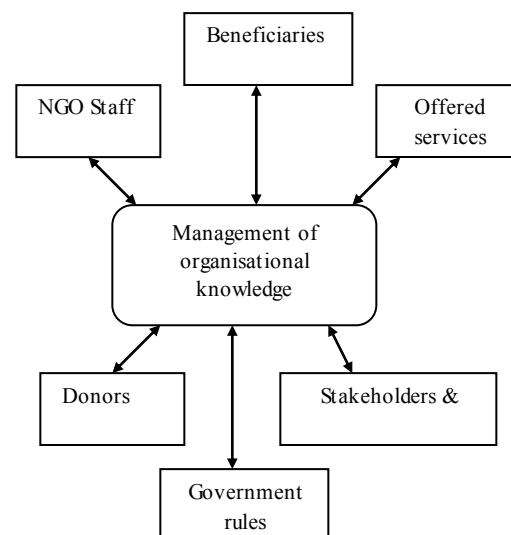 Beneficiaries
NGO Staff
Offered
services
Management of
organisational
knowledge
Donors
Stakeholders &
Government
rules